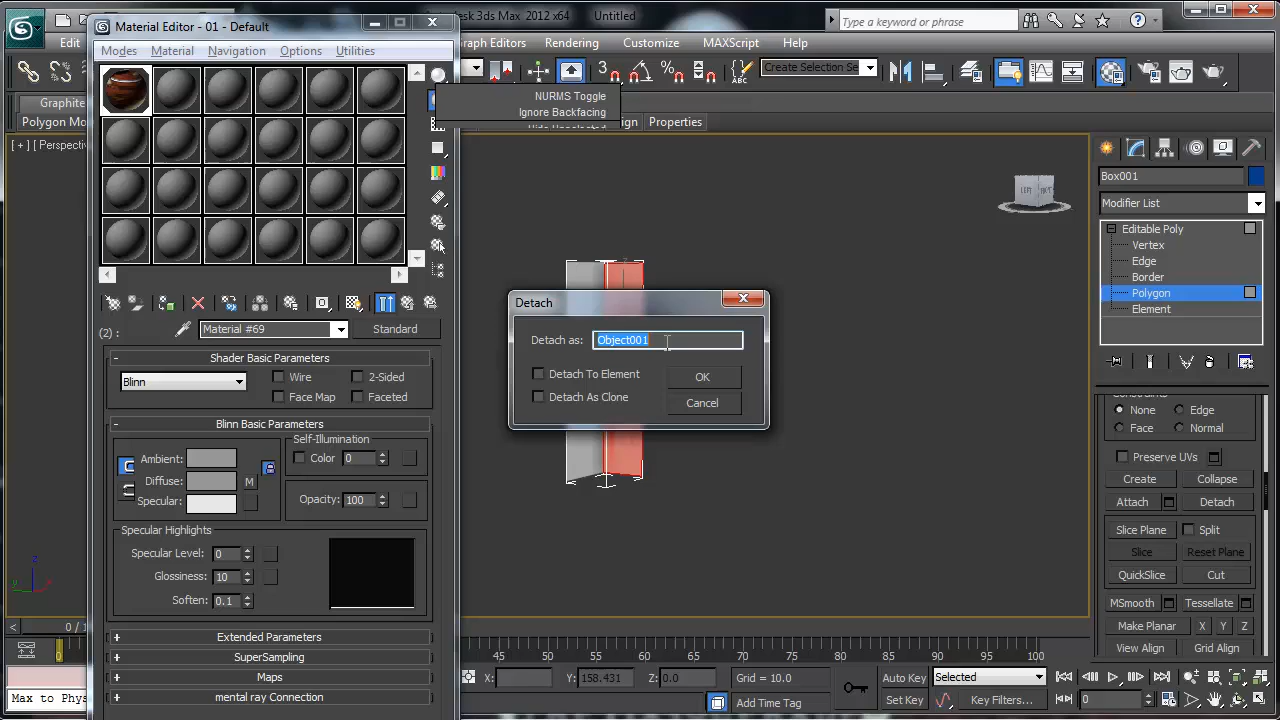 Material Editor - 01 - Default
Autodesk 3ds Max 2012 x64 Untitled
Type a keyword or phrase
Edit
Graph Editors Rendering Customize MAXScript Help
Modes Material Navigation Options Utilities
Create Selection Se
3
Graphite
NURMS Toggle
Ignore Backfacing
Polygon Mo
Properties
[ + ] [ Perspectiv
Box001
Modifier List
Editable Poly
Vertex
Edge
Border
Polygon
Element
Detach
Detach as: Object001
Detach To Element
OK
Detach As Clone
Cancel
(2) : Material #69 Standard
- Shader Basic Parameters
Blinn
Wire 2-Sided
Face Map Faceted
- Blinn Basic Parameters
Self-Illumination
Ambient:
Color 0
Diffuse: M
Specular:
Opacity: 100
Specular Highlights
Specular Level: 0
Glossiness: 10
Soften: 0.1
+ Extended Parameters
+ SuperSampling
+ Maps
+ mental ray Connection
Constraints
None Edge
Face Normal
Preserve UVs
Create Collapse
Attach Detach
Slice Plane Split
Slice Reset Plane
QuickSlice Cut
MSmooth Tessellate
Make Planar X Y Z
View Align Grid Align
z
x
y
0 / 1
45 50 55 60 65 70 75 80 85 90 95 100
X: Y: 158.431 Z: 0.0 Grid = 10.0
Add Time Tag
Auto Key Selected
Set Key Key Filters...
0
Max to Phys